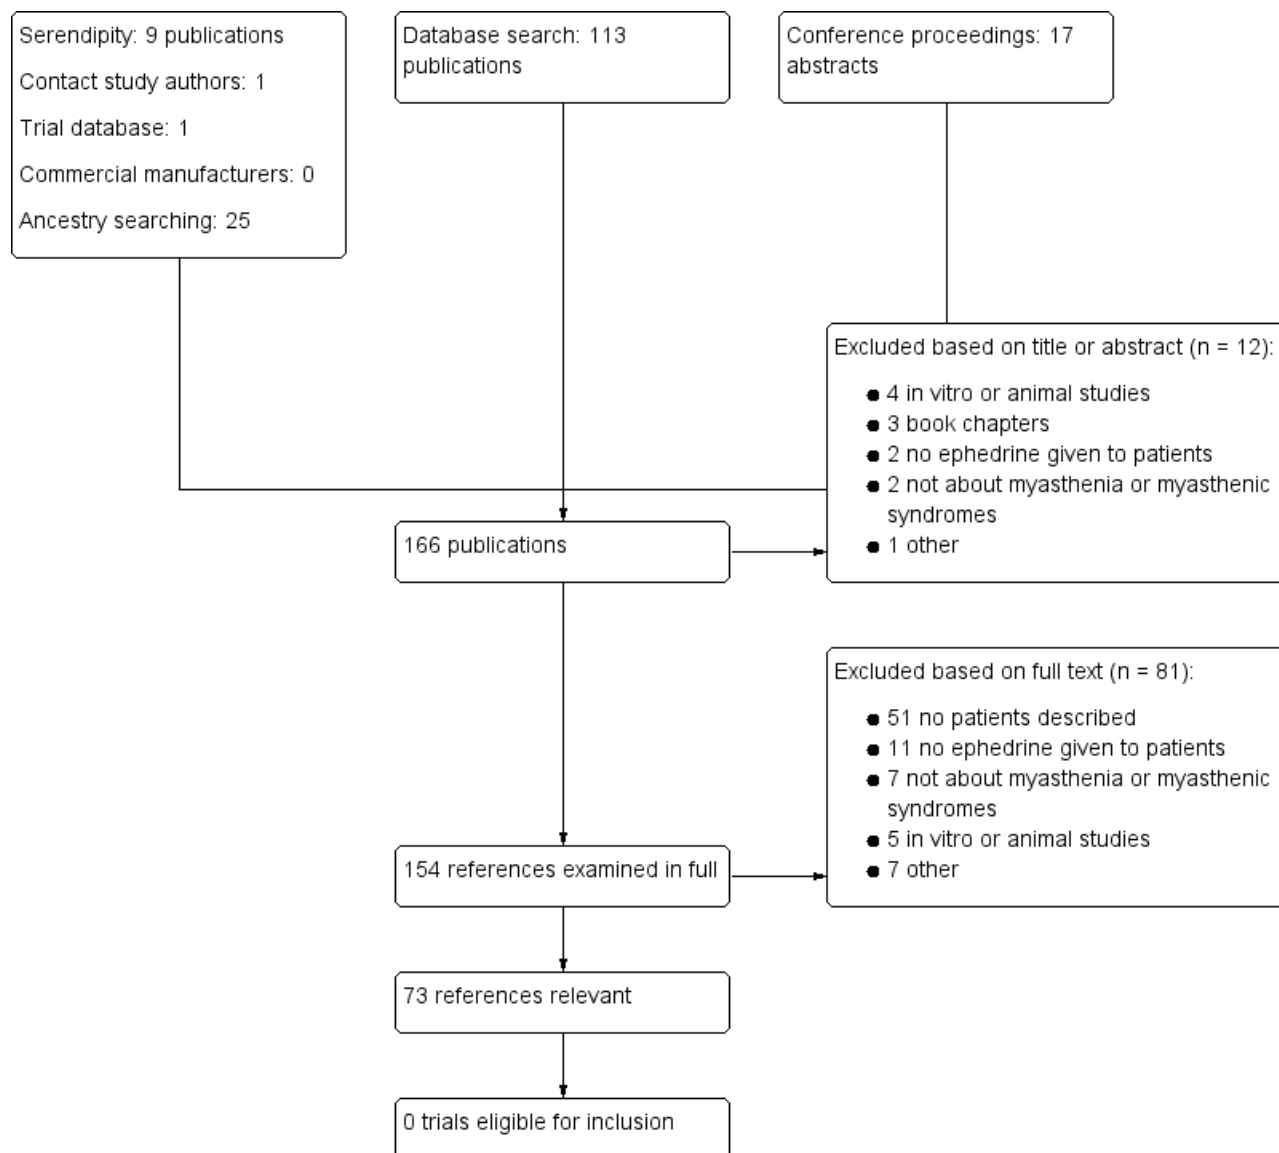 Serendipity: 9 publications
Contact study authors: 1
Trial database: 1
Commercial manufacturers: 0
Ancestry searching: 25
Database search: 113
publications
Conference proceedings: 17
abstracts
Excluded based on title or abstract (n = 12):
● 4 in vitro or animal studies
● 3 book chapters
● 2 no ephedrine given to patients
● 2 not about myasthenia or myasthenic
syndromes
● 1 other
166 publications
Excluded based on full text (n = 81):
● 51 no patients described
● 11 no ephedrine given to patients
● 7 not about myasthenia or myasthenic
syndromes
● 5 in vitro or animal studies
● 7 other
154 references examined in full
73 references relevant
0 trials eligible for inclusion